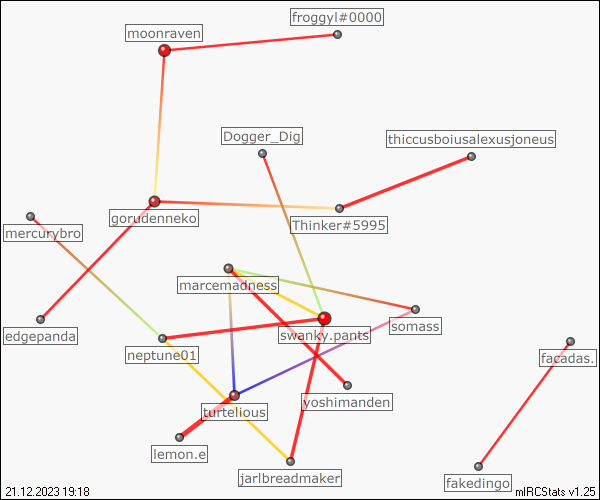 froggyl#0000
moonraven
Dogger_Dig
thiccusboiusalexusjoneus
gorudenneko
Thinker#5995
mercurybro
marcemadness
somass
swanky.pants
edgepanda
neptune01
facadas.
yoshimanden
turtelious
lemon.e
jarlbreadmaker
fakedingo
21.12.2023 19:18
mIRCStats v1.25